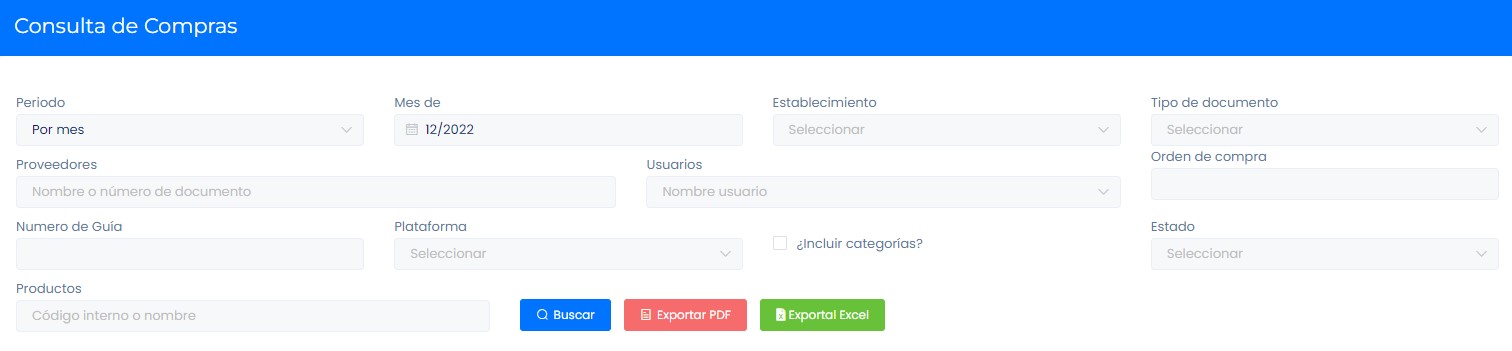 Consulta de Compras
Periodo Mes de Establecimiento Tipo de documento
Por mes 12/2022 Seleccionar Seleccionar
Proveedores Usuarios Orden de compra
Nombre o número de documento Nombre usuario
Numero de Guía Plataforma ¿Incluir categorías? Estado
Seleccionar Seleccionar
Productos
Código interno o nombre Buscar Exportar PDF Exportal Excel